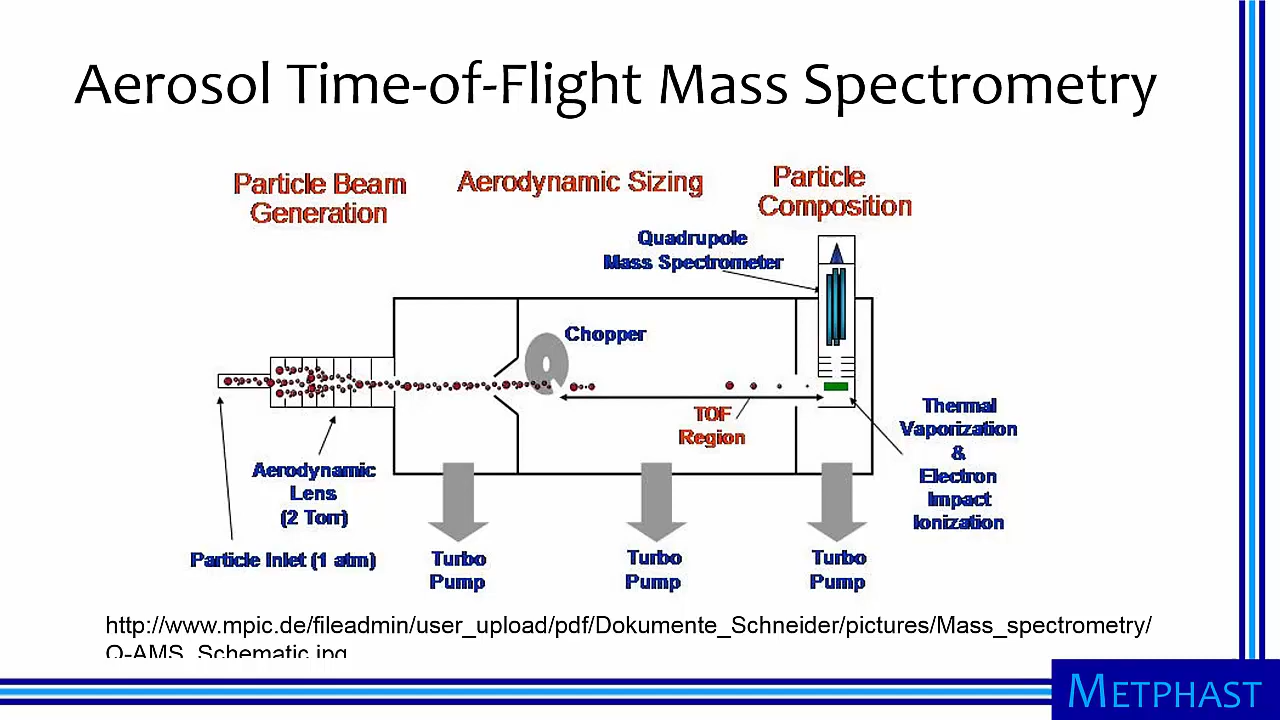 Aerosol Time-of-Flight Mass Spectrometry
Particle Beam
Generation
Aerodynamic Sizing
Particle
Composition
Quadrupole
Mass Spectrometer
Chopper
TOF
Region
Thermal
Vaporization
&
Electron
Impact
Ionization
Aerodynamic
Lens
(2 Torr)
Particle Inlet (1 atm)
Turbo
Pump
Turbo
Pump
Turbo
Pump
http://www.mpic.de/fileadmin/user_upload/pdf/Dokumente_Schneider/pictures/Mass_spectrometry/
Q-AMS_Schematic.jpg
METPHAST